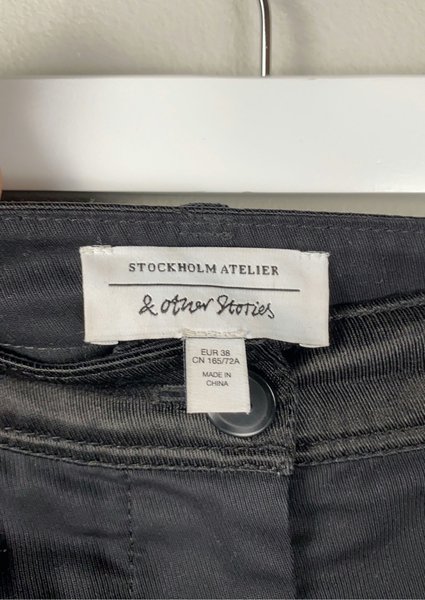 STOCKHOLM ATELIER
& Other Stories
EUR 38
CN 165/72A
MADE IN
CHINA